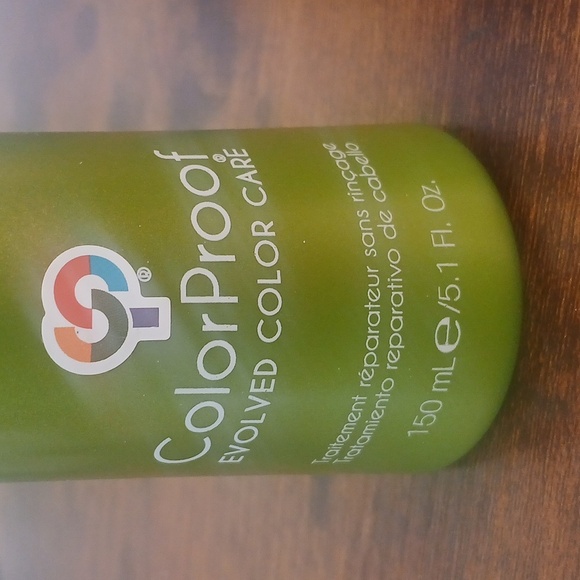 ColorProof®
EVOLVED COLOR CARE
Traitement réparateur sans rinçage
Tratamiento reparativo de cabello
150 mL e /5.1 Fl. Oz.